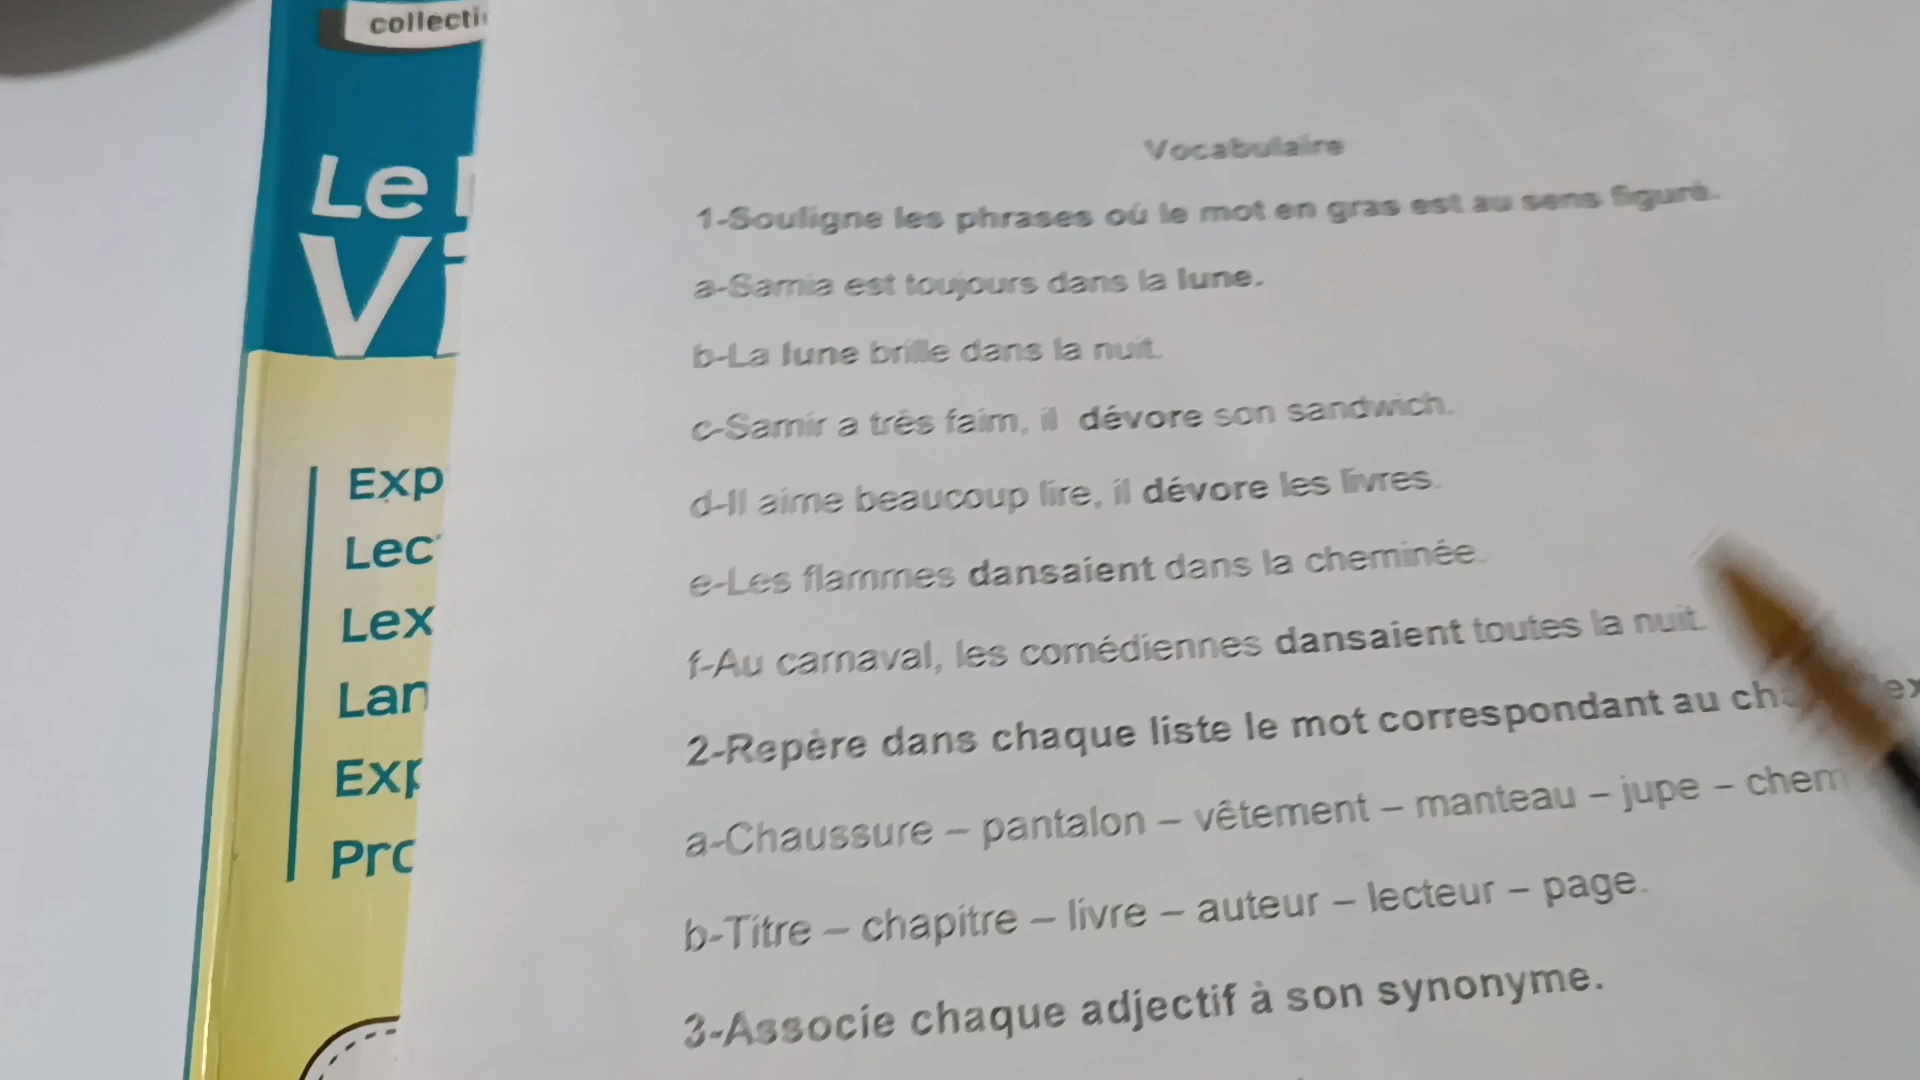 collecti
Le
Vi
Exp
Lec
Lex
Lan
Exp
Pro
Vocabulaire
1-Souligne les phrases où le mot en gras est au sens figuré.
a-Samia est toujours dans la lune.
b-La lune brille dans la nuit.
c-Samir a très faim, il dévore son sandwich.
d-Il aime beaucoup lire, il dévore les livres.
e-Les flammes dansaient dans la cheminée.
f-Au carnaval, les comédiennes dansaient toutes la nuit.
2-Repère dans chaque liste le mot correspondant au
a-Chaussure – pantalon – vêtement – manteau – jupe – chem
b-Titre – chapitre – livre – auteur – lecteur – page.
3-Associe chaque adjectif à son synonyme.